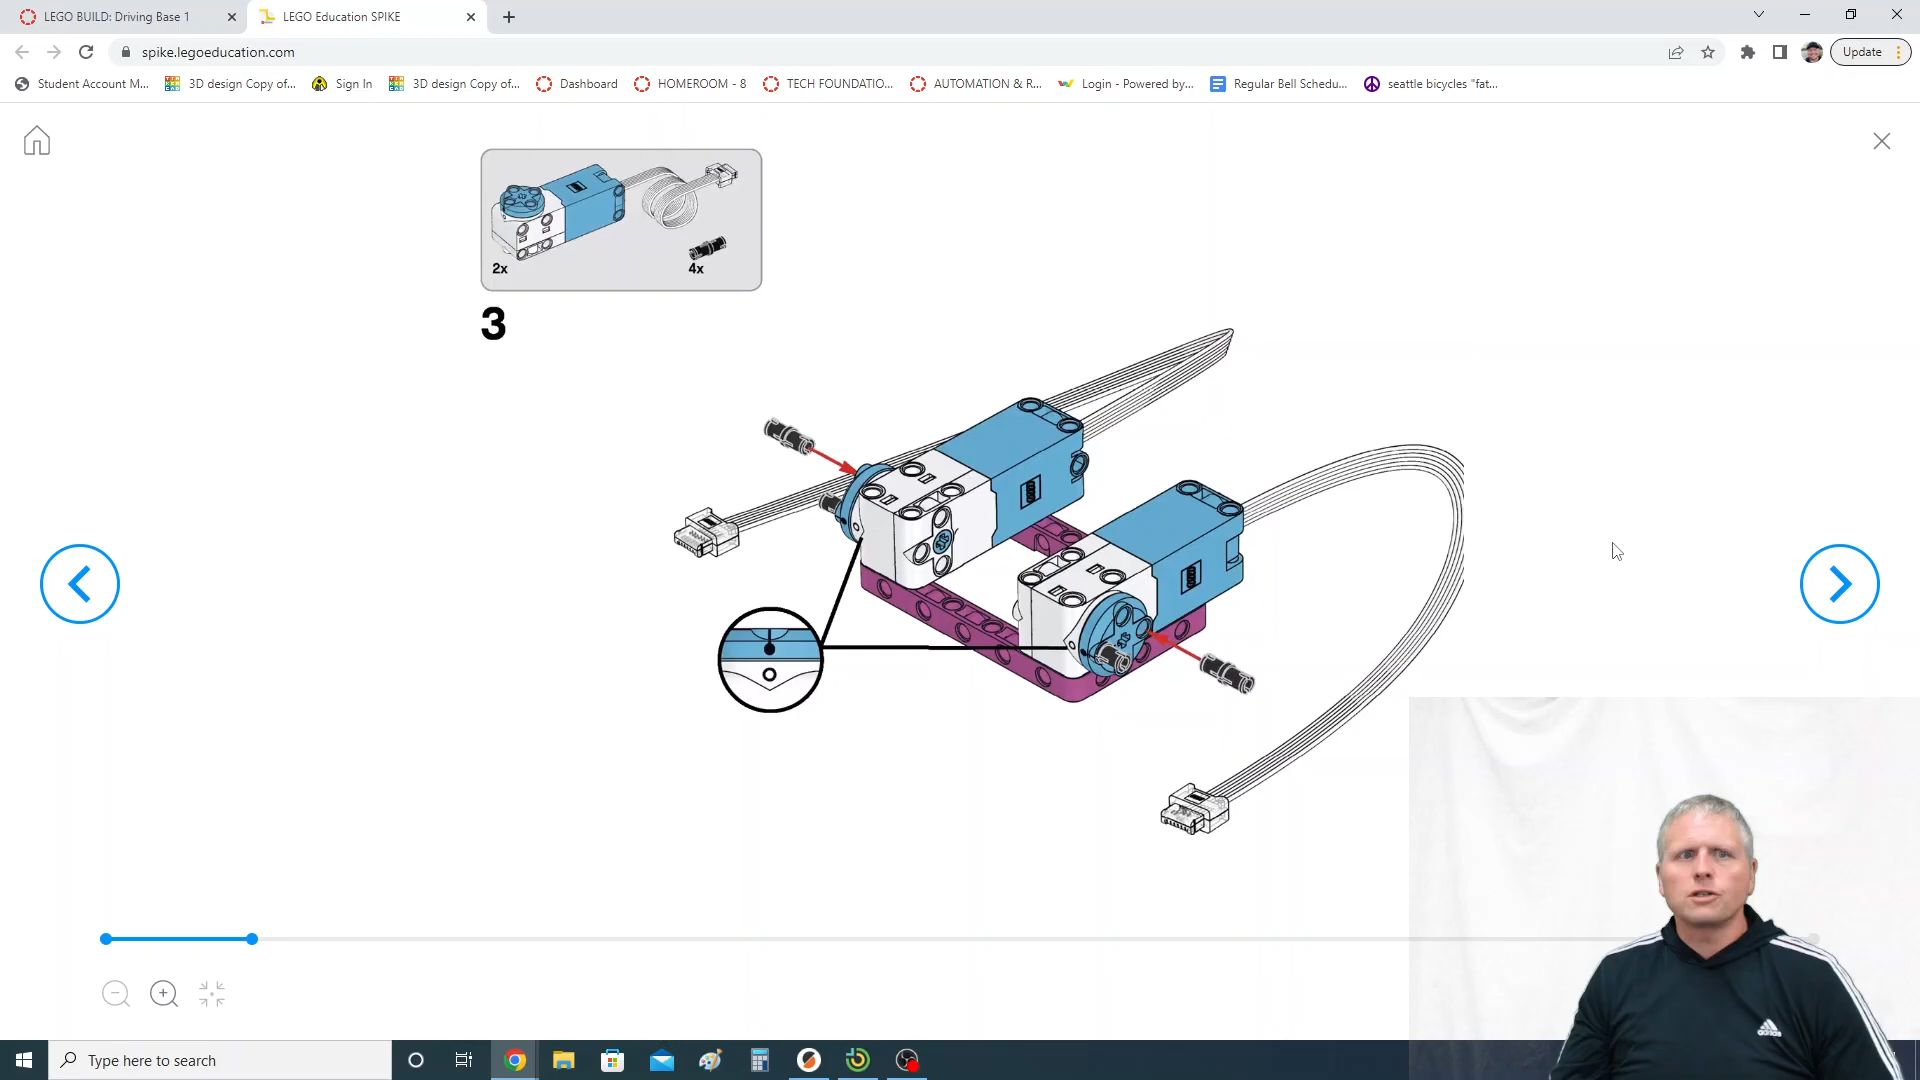 LEGO BUILD: Driving Base 1
LEGO Education SPIKE
spike.legoeducation.com
Update
Student Account M...
3D design Copy of...
Sign In
3D design Copy of...
Dashboard
HOMEROOM - 8
TECH FOUNDATIO...
AUTOMATION & R...
Login - Powered by...
Regular Bell Schedu...
seattle bicycles "fat...
2x
4x
3
Type here to search
adidas